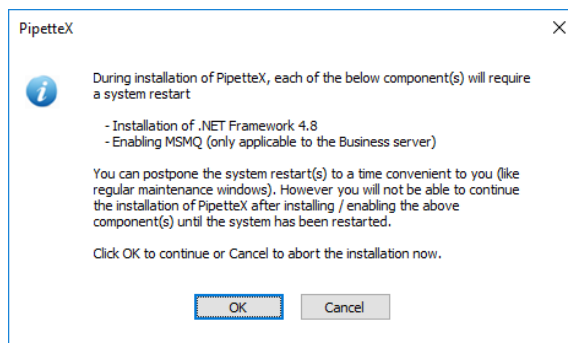 PipetteX
During installation of PipetteX, each of the below component(s) will require
a system restart
- Installation of .NET Framework 4.8
- Enabling MSMQ (only applicable to the Business server)
You can postpone the system restart(s) to a time convenient to you (like
regular maintenance windows). However you will not be able to continue
the installation of PipetteX after installing / enabling the above
component(s) until the system has been restarted.
Click OK to continue or Cancel to abort the installation now.
OK
Cancel